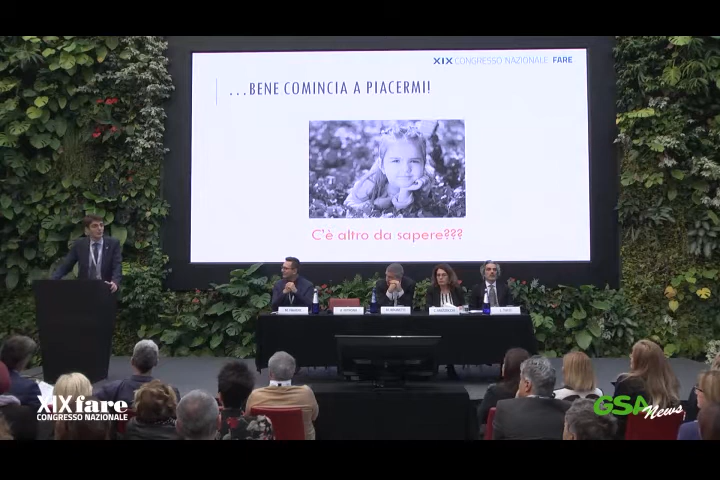 XIX CONGRESSO NAZIONALE FARE
...BENE COMINCIA A PIACERMI!
C'è altro da sapere???
XIX fare
CONGRESSO NAZIONALE
GSA News